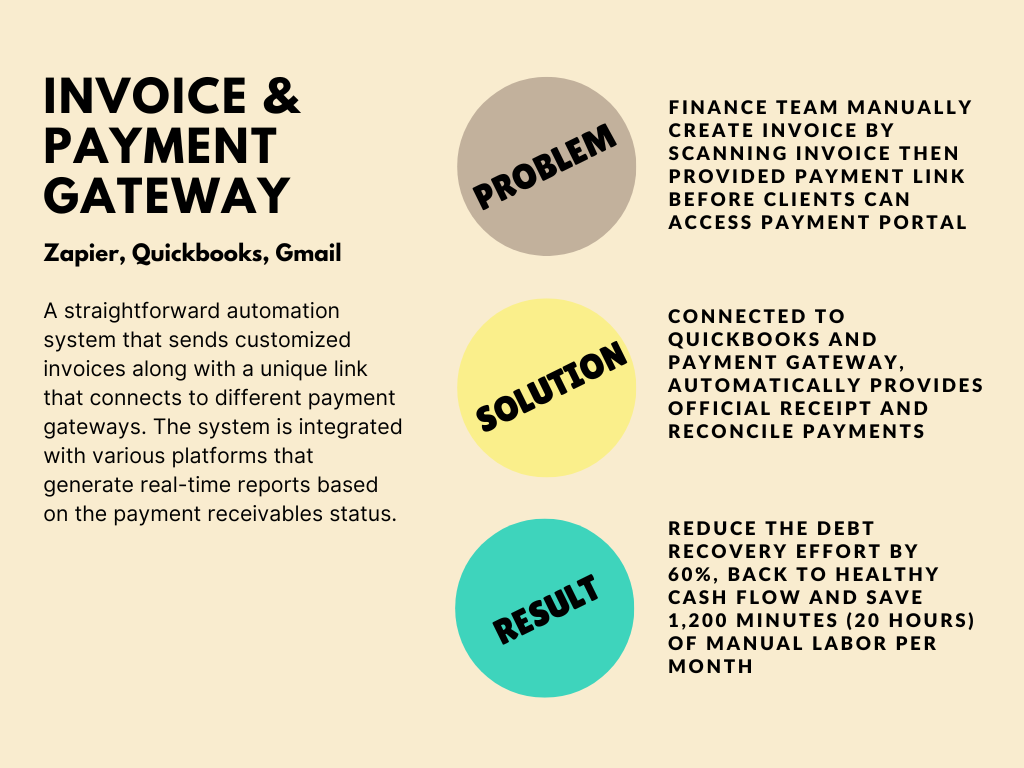 INVOICE &
PAYMENT
GATEWAY
Zapier, Quickbooks, Gmail
A straightforward automation
system that sends customized
invoices along with a unique link
that connects to different payment
gateways. The system is integrated
with various platforms that
generate real-time reports based
on the payment receivables status.
PROBLEM
FINANCE TEAM MANUALLY
CREATE INVOICE BY
SCANNING INVOICE THEN
PROVIDED PAYMENT LINK
BEFORE CLIENTS CAN
ACCESS PAYMENT PORTAL
SOLUTION
CONNECTED TO
QUICKBOOKS AND
PAYMENT GATEWAY,
AUTOMATICALLY PROVIDES
OFFICIAL RECEIPT AND
RECONCILE PAYMENTS
RESULT
REDUCE THE DEBT
RECOVERY EFFORT BY
60%, BACK TO HEALTHY
CASH FLOW AND SAVE
1,200 MINUTES (20 HOURS)
OF MANUAL LABOR PER
MONTH